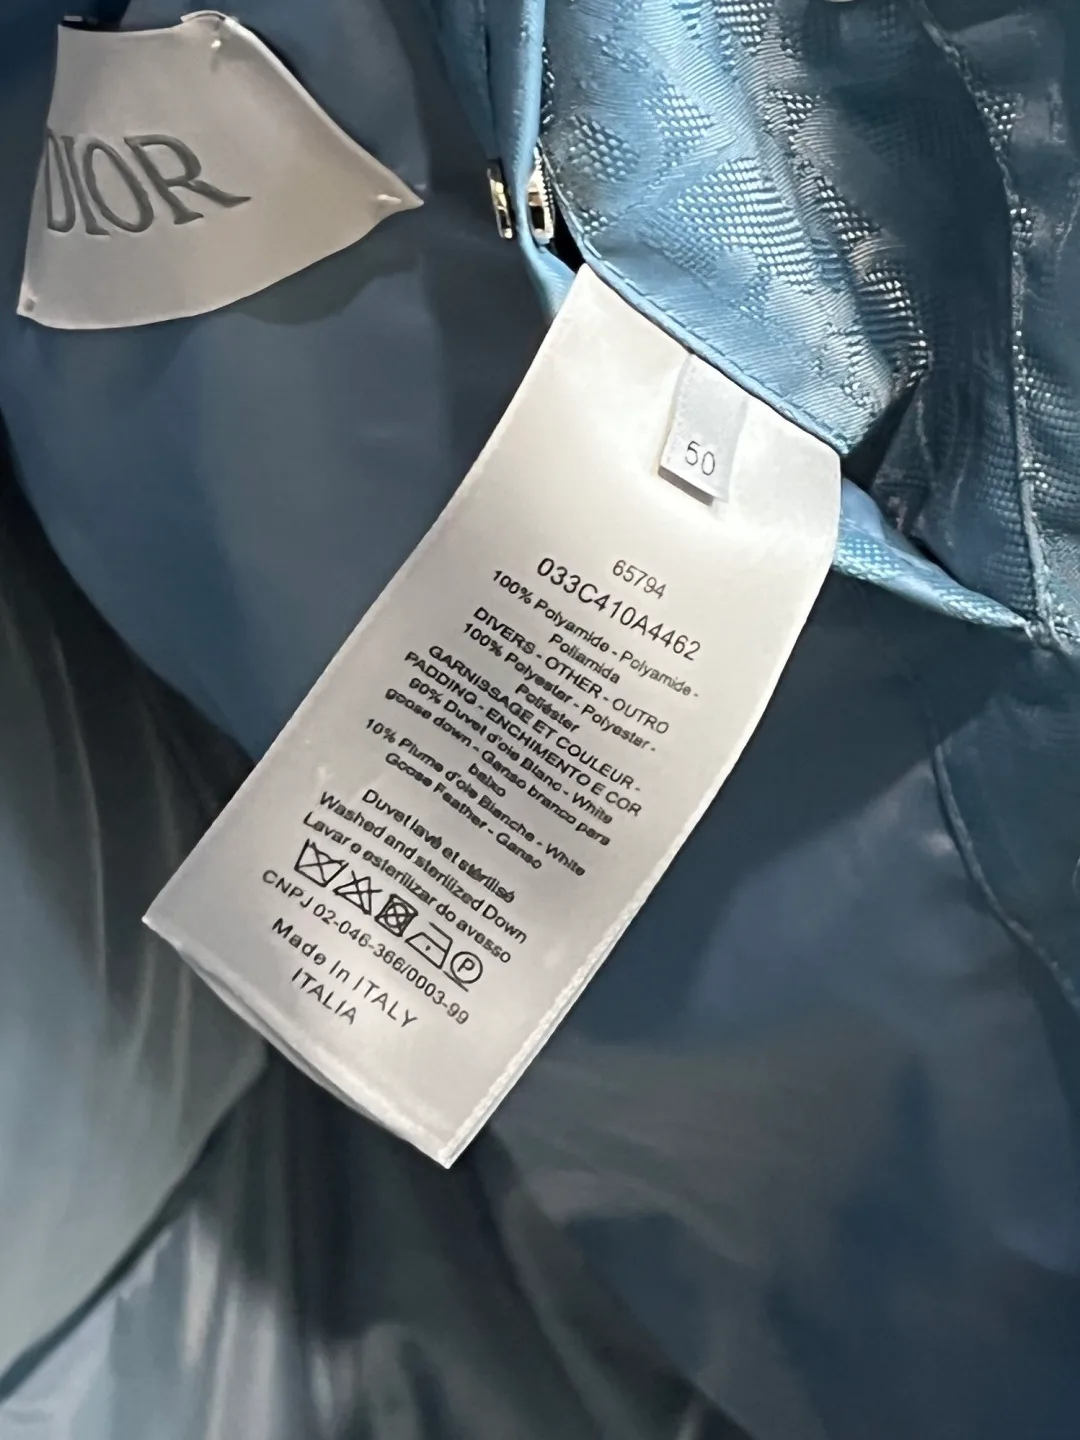 DIOR
50
65794
033C410A4462
100% Polyamide - Polyamide -
Poliamida
DIVERS - OTHER - OUTRO
100% Polyester - Polyester -
Poliéster
GARNISSAGE ET COULEUR -
PADDING - ENCHIMENTO E COR
90% Duvet d'oie Blanc - White
goose down - Ganso branco para
baixo
10% Plume d'oie Blanche - White
Goose Feather - Ganso
Duvet lavé et stérilisé
Washed and sterilized Down
Lavar e esterilizar do avesso
P
CNPJ 02-046-366/0003-99
Made in ITALY
ITALIA